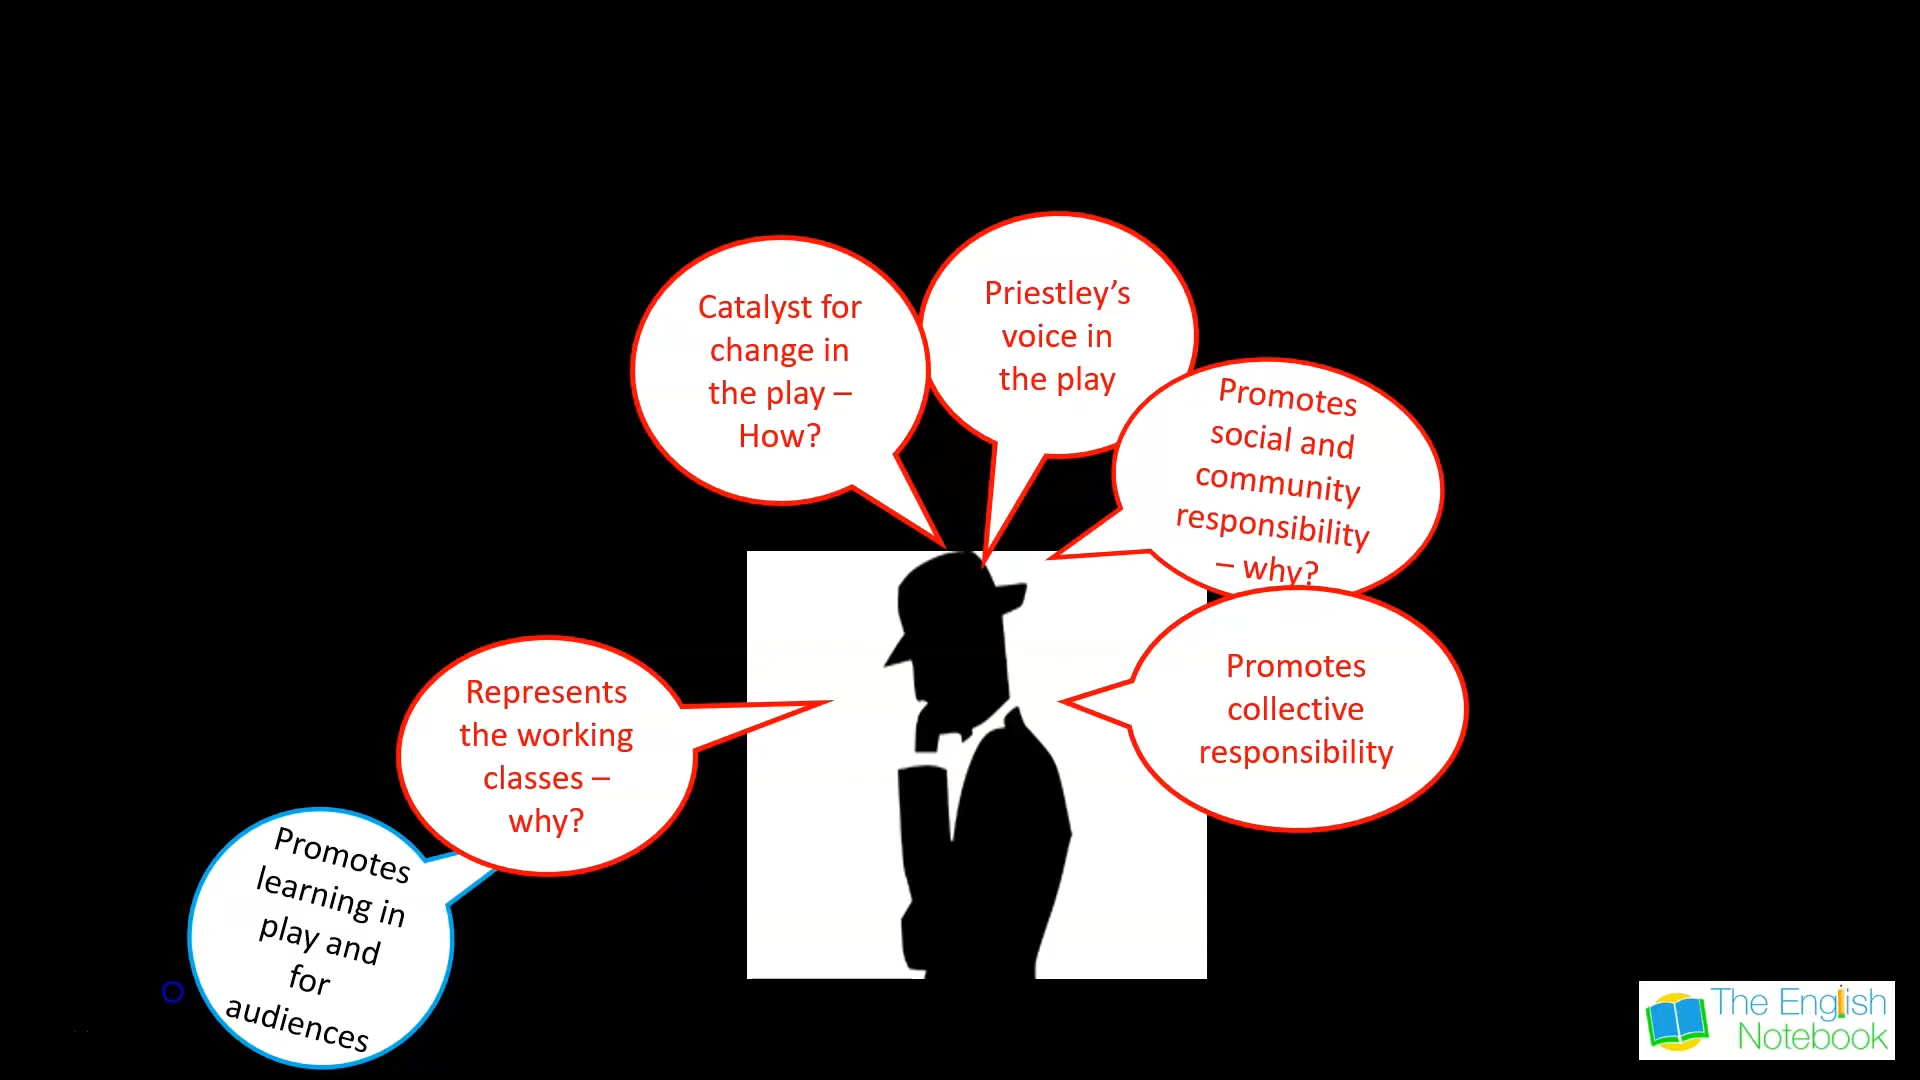 Catalyst for
change in
the play –
How?
Priestley’s
voice in
the play
Promotes
social and
community
responsibility
– why?
Promotes
collective
responsibility
Represents
the working
classes –
why?
Promotes
learning in
play and
for
audiences
The English
Notebook